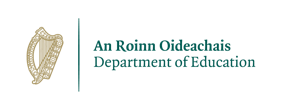 An Roinn Oideachais
Department of Education